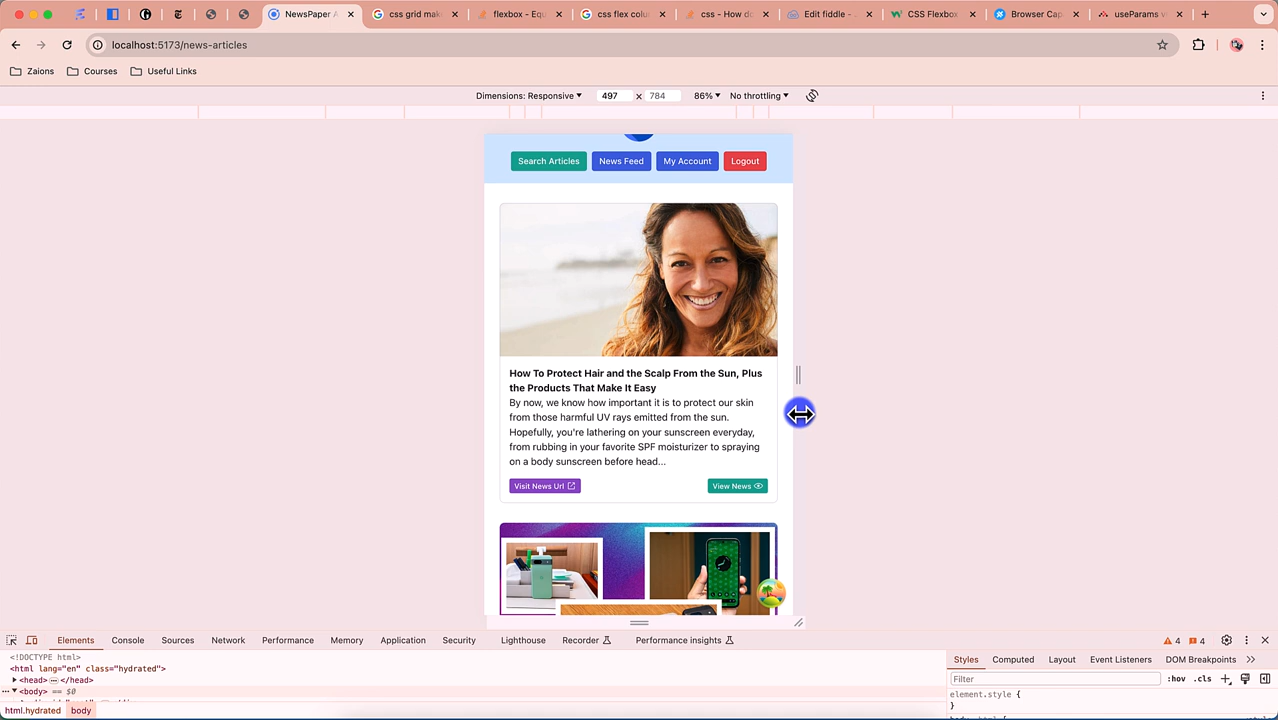 NewsPaper A
css grid mak
flexbox - Equ
css flex colu
css - How do
Edit fiddle -
CSS Flexbox
Browser Cap
useParams v
localhost:5173/news-articles
Zaions
Courses
Useful Links
Dimensions: Responsive
497
×
784
86%
No throttling
Search Articles
News Feed
My Account
Logout
How To Protect Hair and the Scalp From the Sun, Plus
the Products That Make It Easy
By now, we know how important it is to protect our skin
from those harmful UV rays emitted from the sun.
Hopefully, you're lathering on your sunscreen everyday,
from rubbing in your favorite SPF moisturizer to spraying
on a body sunscreen before head...
Visit News Url
View News
Elements
Console
Sources
Network
Performance
Memory
Application
Security
Lighthouse
Recorder
Performance insights
4
4
<!DOCTYPE html>
<html lang="en" class="hydrated">
<head> … </head>
<body> == $0
html.hydrated
body
Styles
Computed
Layout
Event Listeners
DOM Breakpoints
Filter
:hov
.cls
element.style {
}